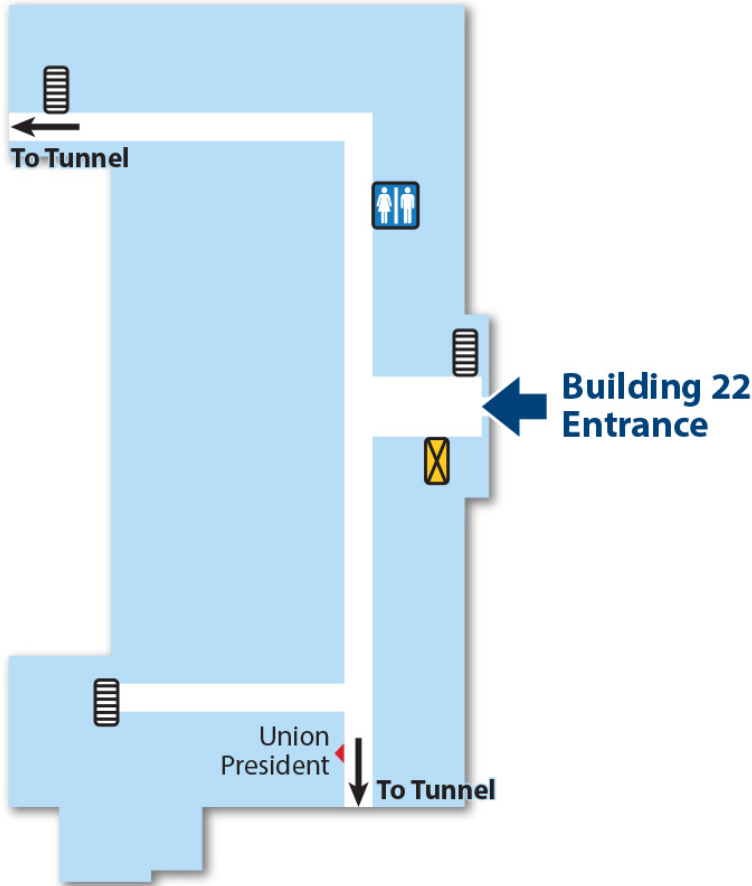 To Tunnel
Building 22
Entrance
Union
President
To Tunnel